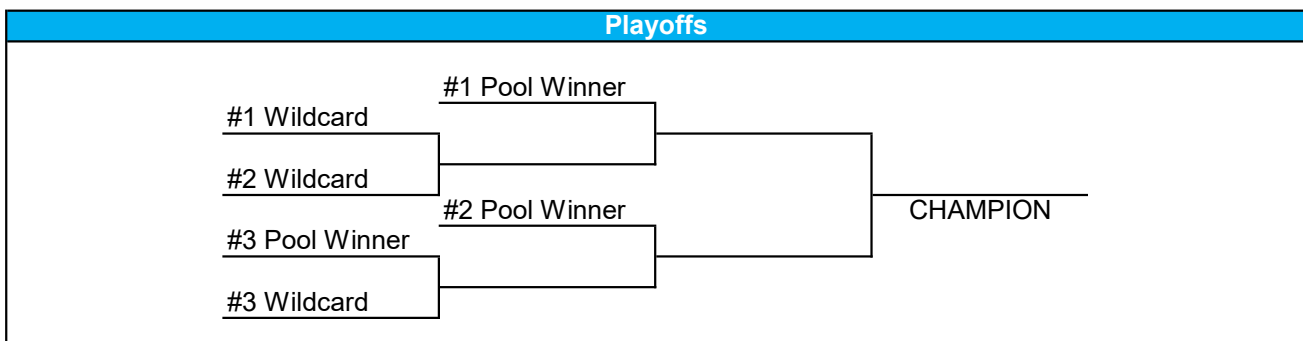 Playoffs
#1 Pool Winner
#1 Wildcard
#2 Wildcard
#2 Pool Winner
CHAMPION
#3 Pool Winner
#3 Wildcard